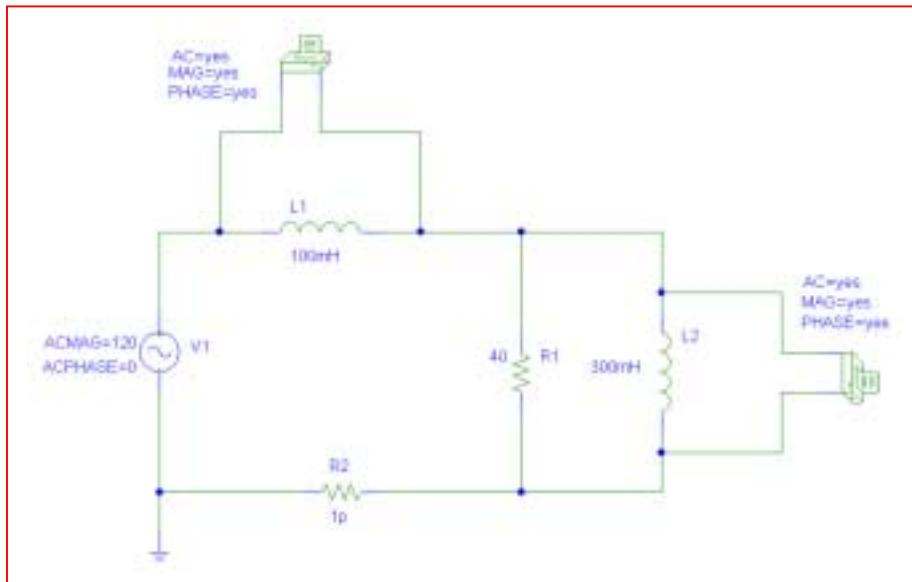 AC=yes
MAG=yes
PHASE=yes
L1
100mH
AC=yes
MAG=yes
PHASE=yes
ACMAG=120
ACPHASE=0
V1
40
R1
300mH
L2
R2
1p